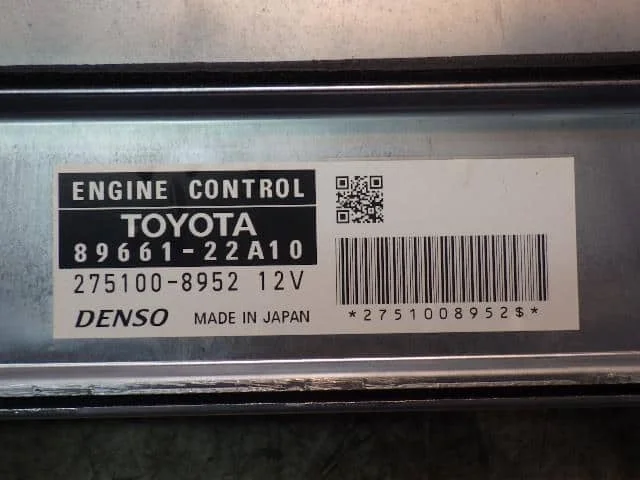 ENGINE CONTROL
TOYOTA
89661-22A10
275100-8952 12V
DENSO MADE IN JAPAN
*2751008952$*